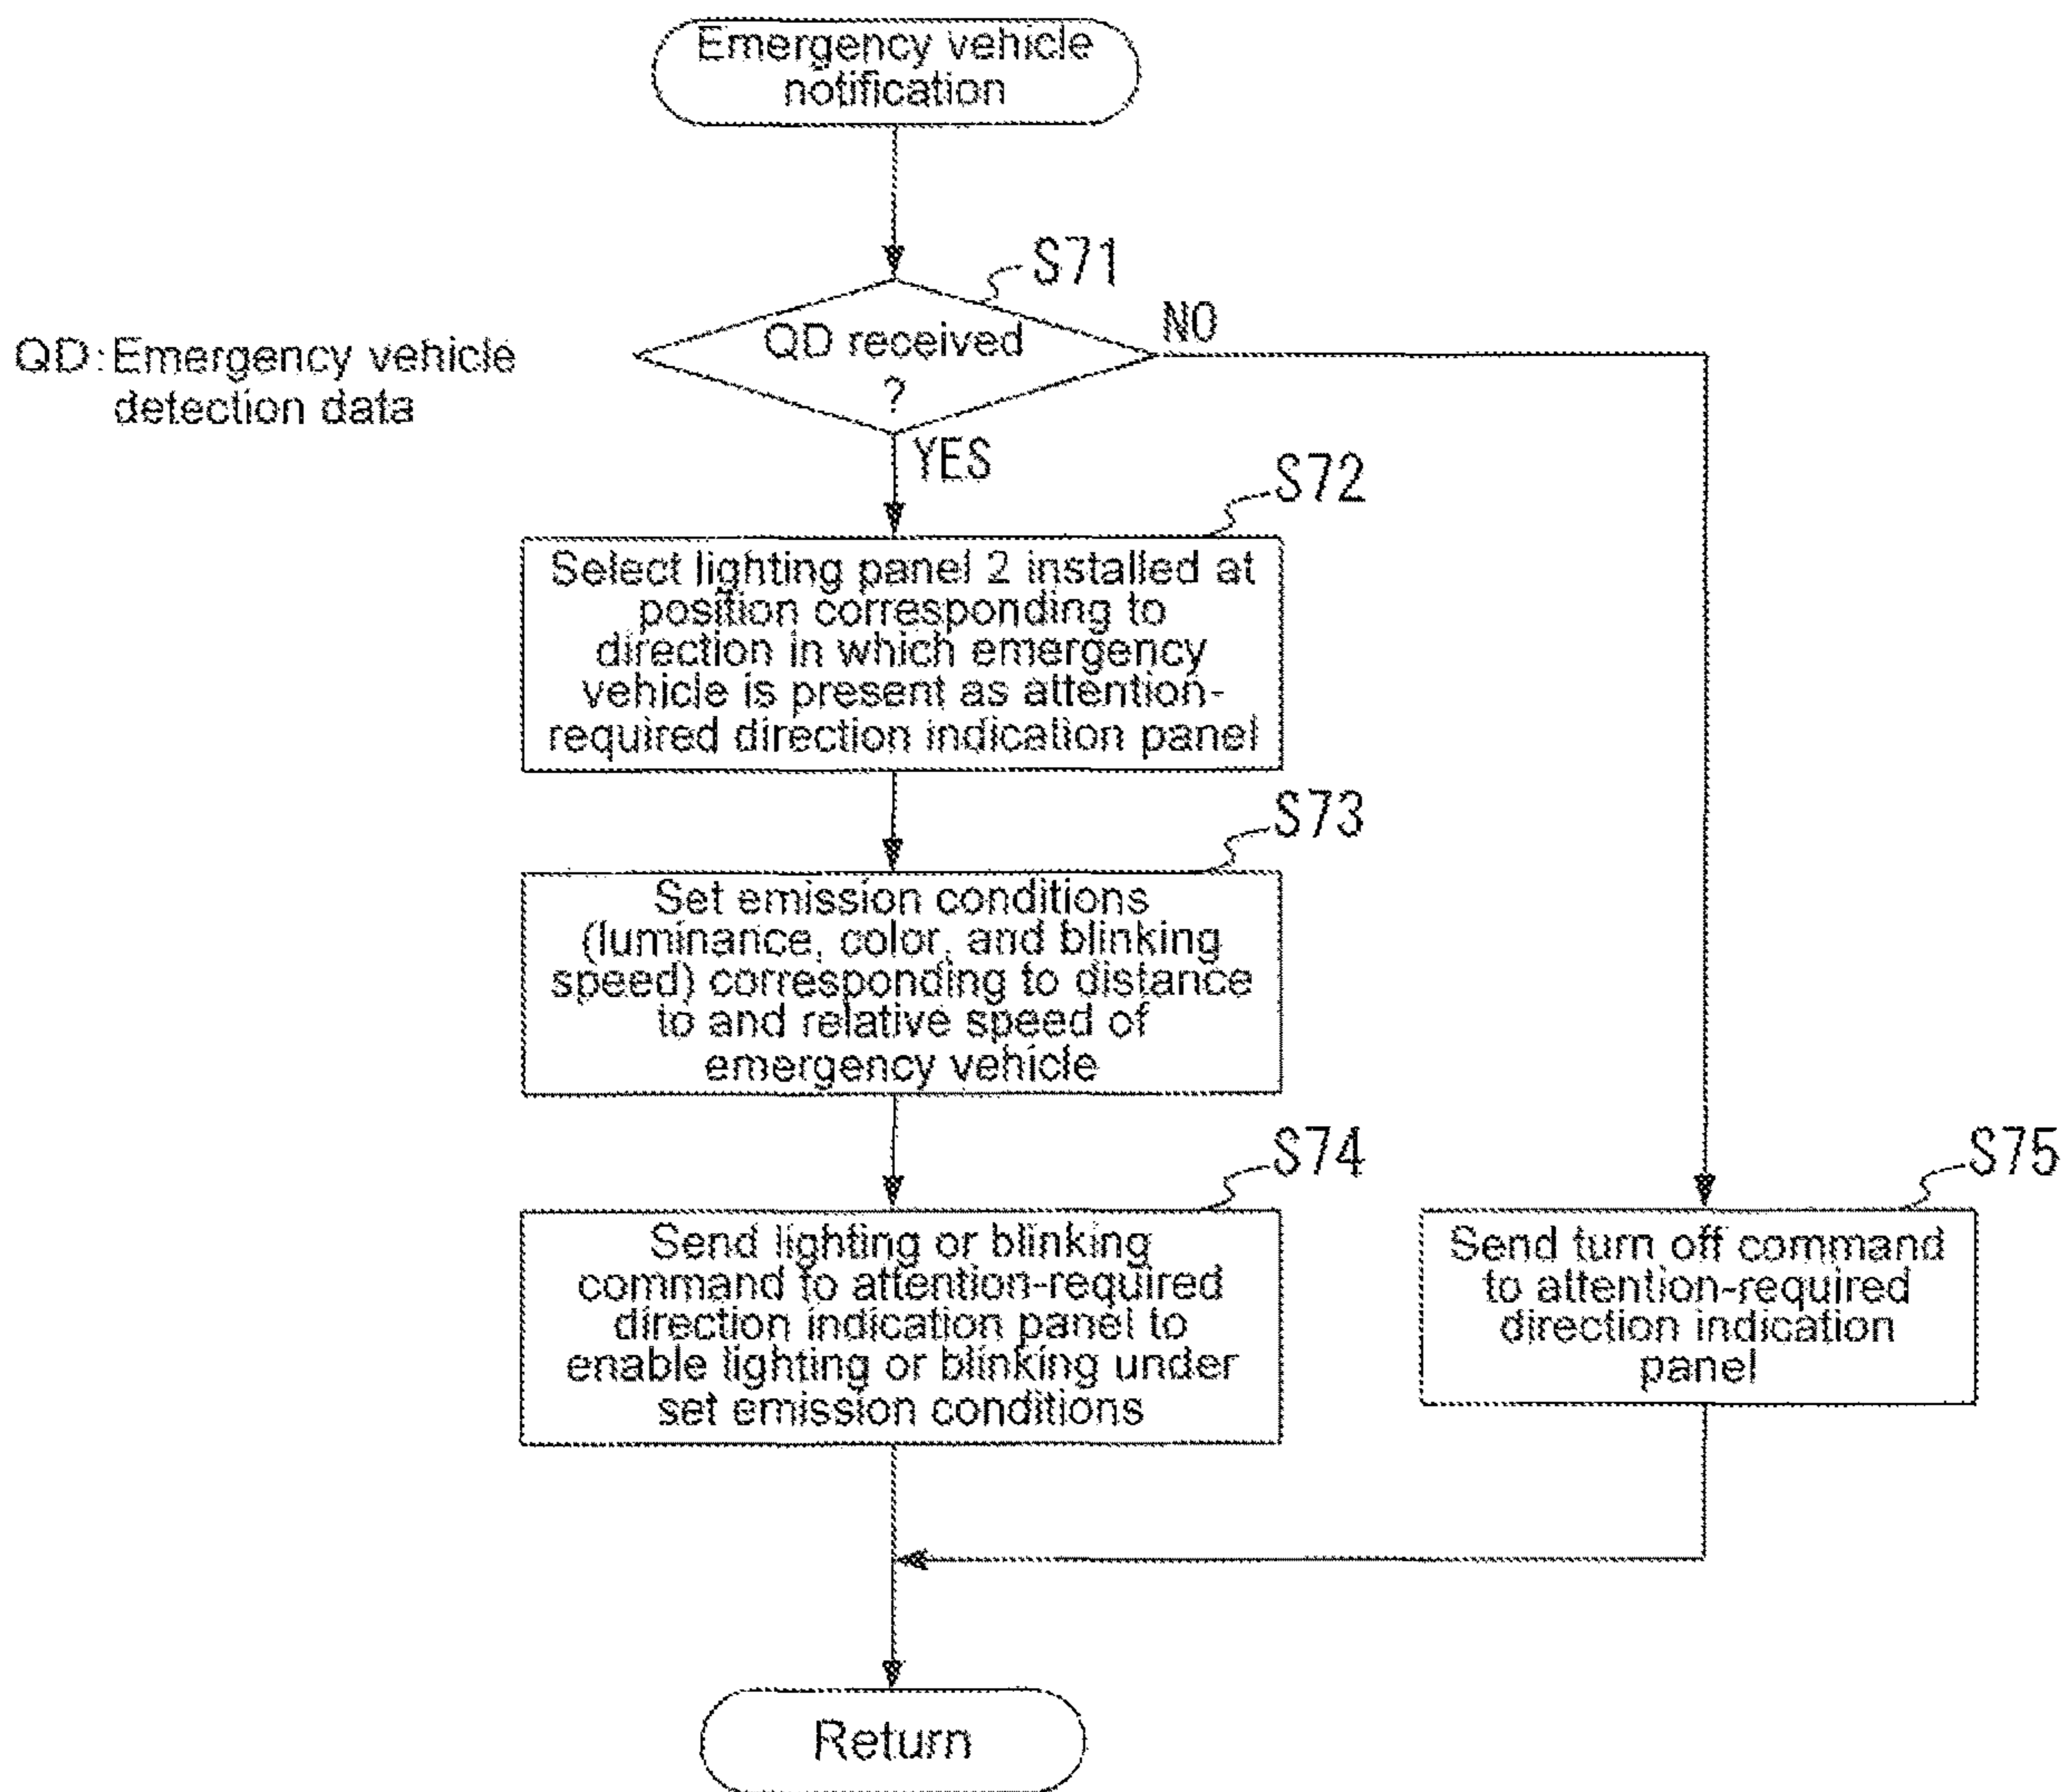 Emergency vehicle
notification
S71
QD received
?
NO
QD: Emergency vehicle
detection data
YES
S72
Select lighting panel 2 installed at
position corresponding to
direction in which emergency
vehicle is present as attention-
required direction indication panel
S73
Set emission conditions
(luminance, color, and blinking
speed) corresponding to distance
to and relative speed of
emergency vehicle
S74
Send lighting or blinking
command to attention-required
direction indication panel to
enable lighting or blinking under
set emission conditions
S75
Send turn off command
to attention-required
direction indication
panel
Return